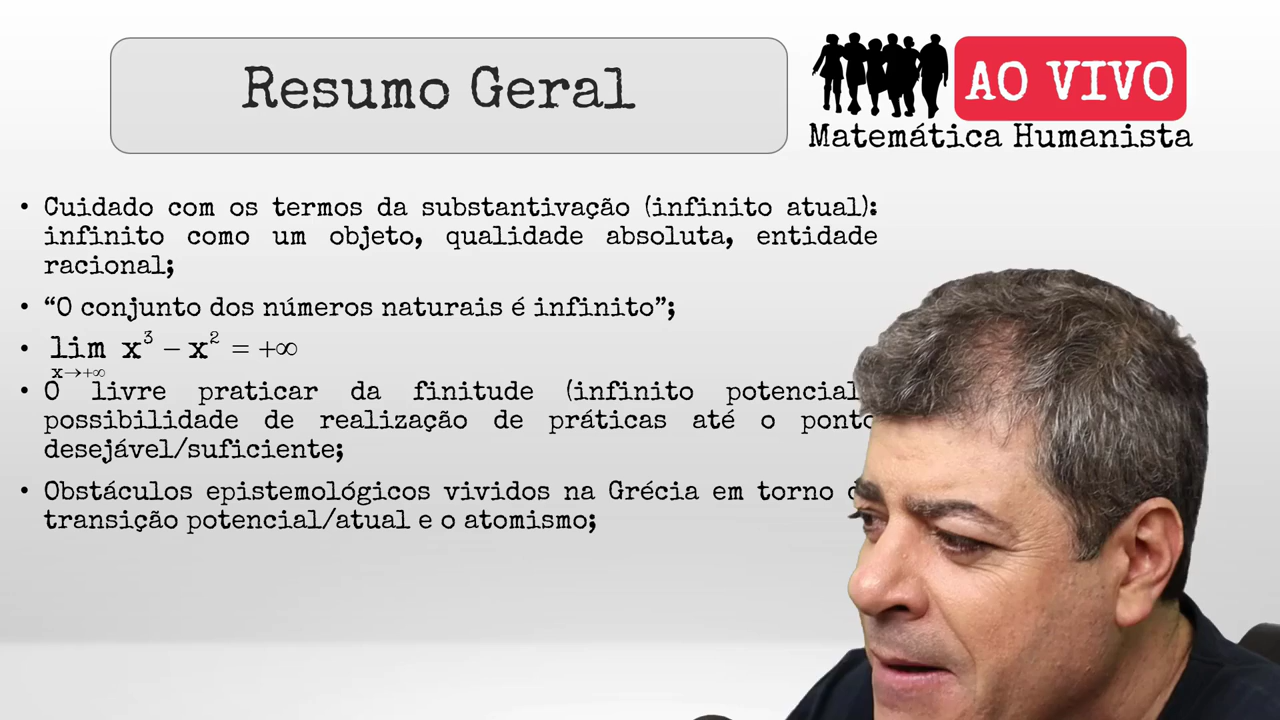 Resumo Geral
AO VIVO
Matemática Humanista
• Cuidado com os termos da substantivação (infinito atual):
infinito como um objeto, qualidade absoluta, entidade
racional;
• “O conjunto dos números naturais é infinito”;
• lim x³ − x² = +∞
x→+∞
• O livre praticar da finitude (infinito potencial
possibilidade de realização de práticas até o ponto
desejável/suficiente;
• Obstáculos epistemológicos vividos na Grécia em torno
transição potencial/atual e o atomismo;